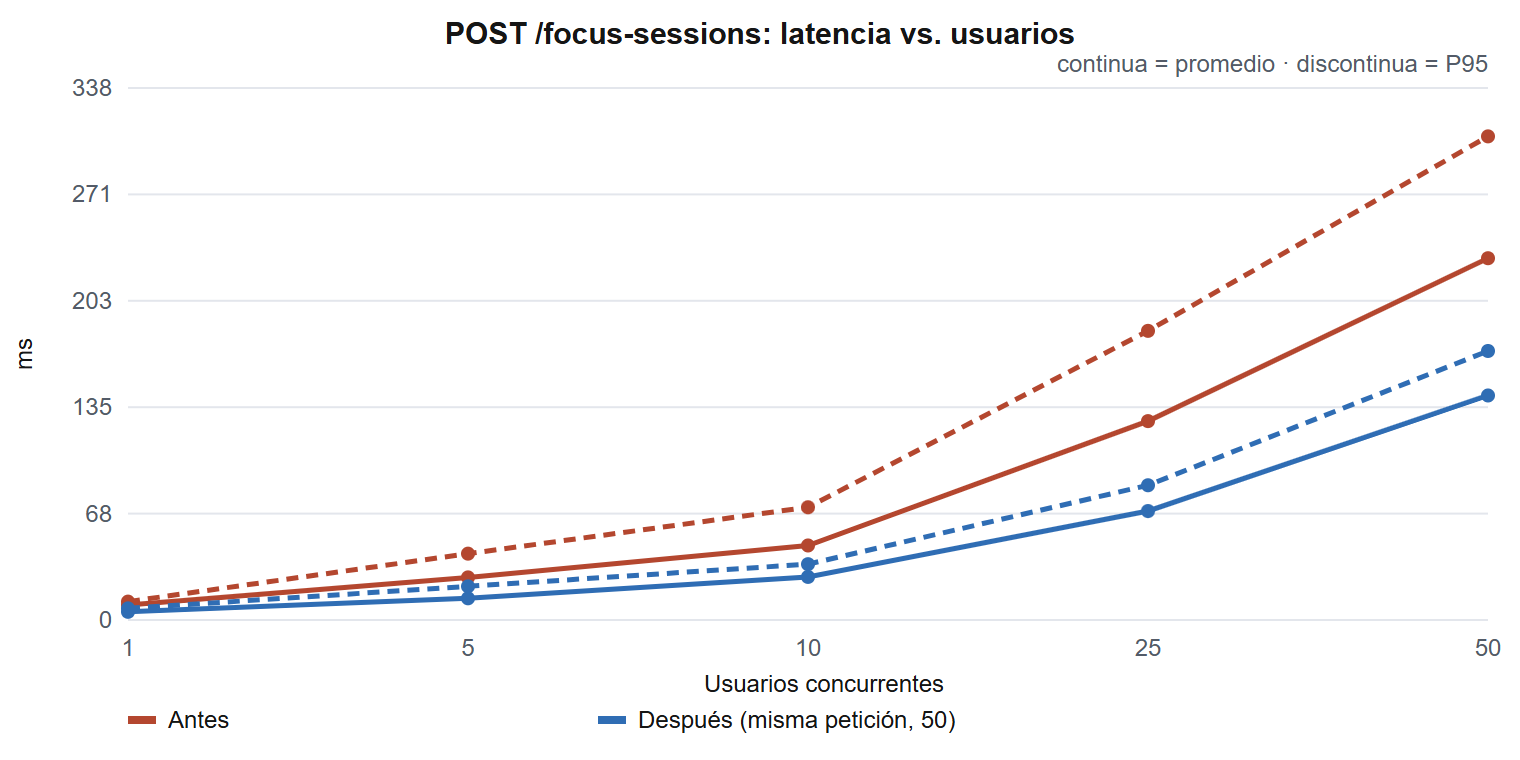 POST /focus-sessions: latencia vs. usuarios
continua = promedio · discontinua = P95
338
271
203
135
68
0
ms
1 5 10 25 50
Usuarios concurrentes
Antes Después (misma petición, 50)